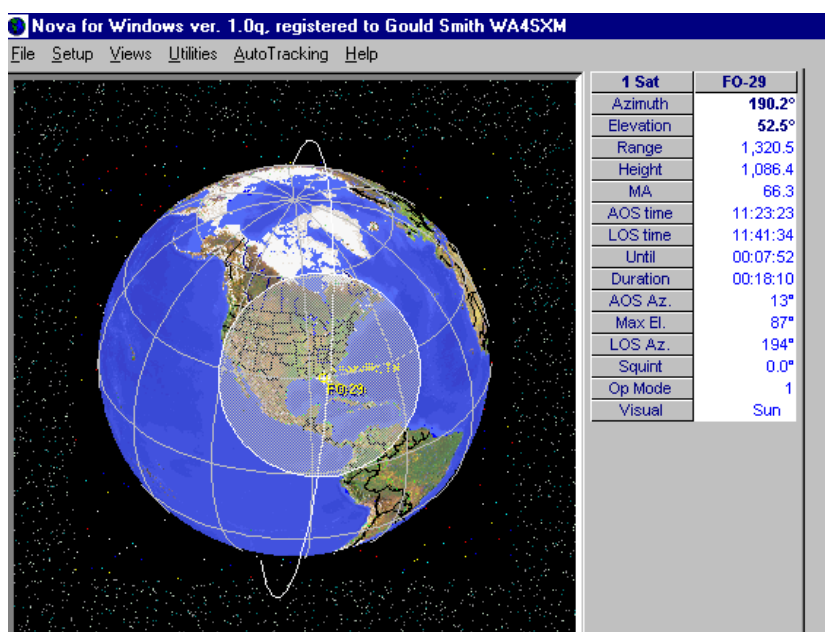 Nova for Windows ver. 1.0q, registered to Gould Smith WA4SXM
File Setup Views Utilities AutoTracking Help
1 Sat FO-29
Azimuth 190.2°
Elevation 52.5°
Range 1,320.5
Height 1,086.4
MA 66.3
AOS time 11:23:23
LOS time 11:41:34
Until 00:07:52
Duration 00:18:10
AOS Az. 13°
Max El. 87°
LOS Az. 194°
Squint 0.0°
Op Mode 1
Visual Sun
FO-29